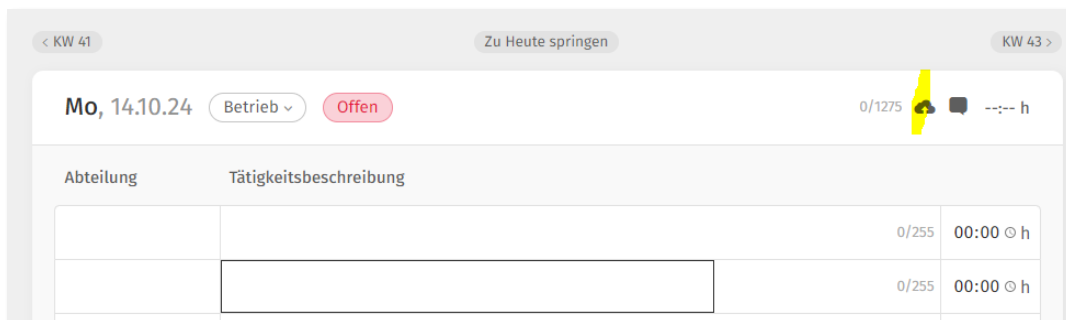 < KW 41 Zu Heute springen KW 43 >
Mo, 14.10.24 Betrieb Offen 0/1275 --:-- h
Abteilung Tätigkeitsbeschreibung
0/255 00:00 h
0/255 00:00 h